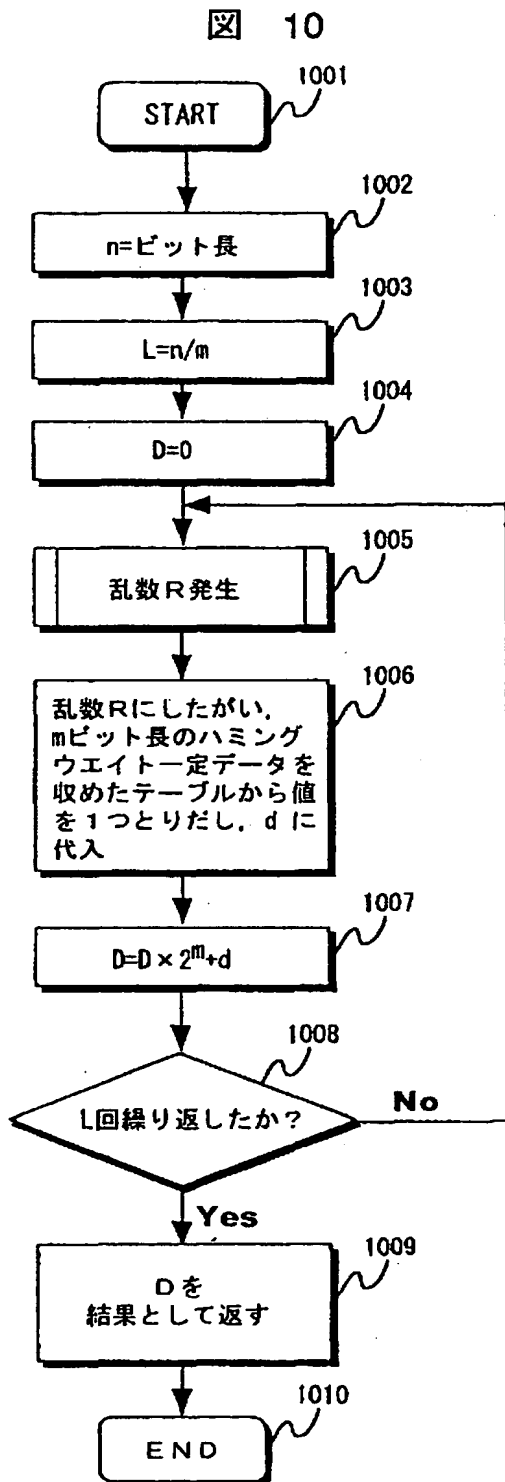 図 10
1001
START
1002
n=ビット長
1003
L=n/m
1004
D=0
1005
乱数R発生
1006
乱数Rにしたがい,
mビット長のハミング
ウエイト一定データを
収めたテーブルから値
を1つとりだし, dに
代入
1007
D=D×2^m+d
1008
L回繰り返したか?
No
Yes
1009
Dを
結果として返す
1010
END